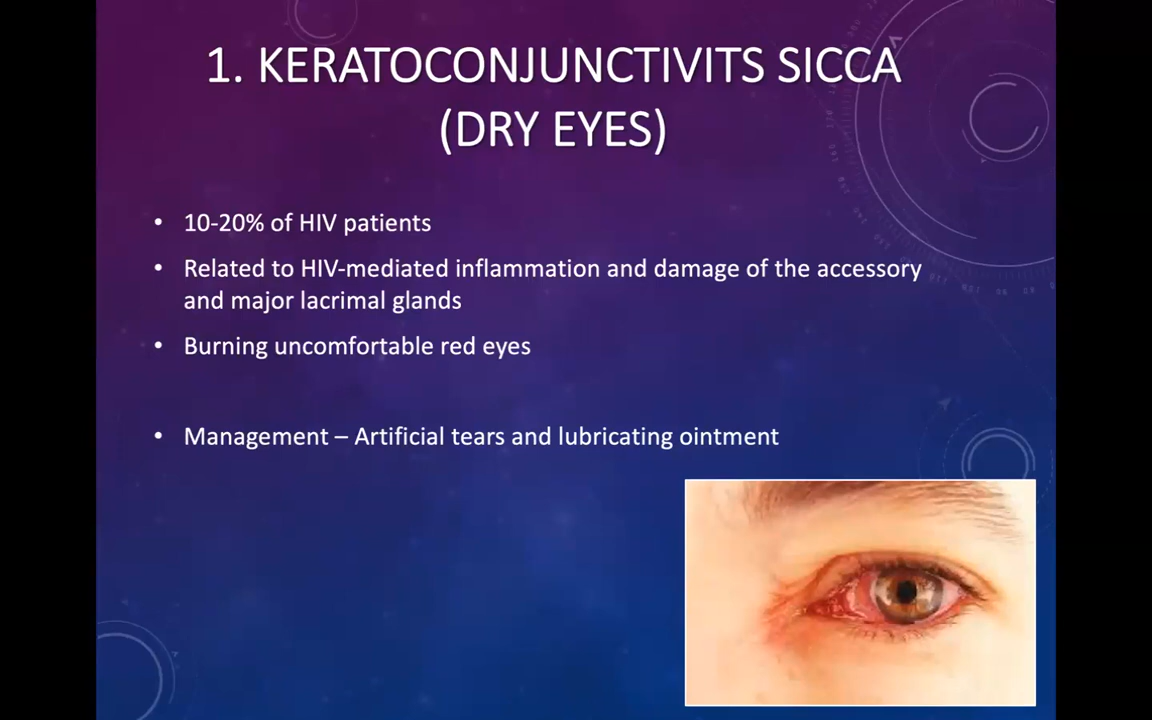 1. KERATOCONJUNCTIVITS SICCA
(DRY EYES)
• 10-20% of HIV patients
• Related to HIV-mediated inflammation and damage of the accessory
and major lacrimal glands
• Burning uncomfortable red eyes
• Management – Artificial tears and lubricating ointment